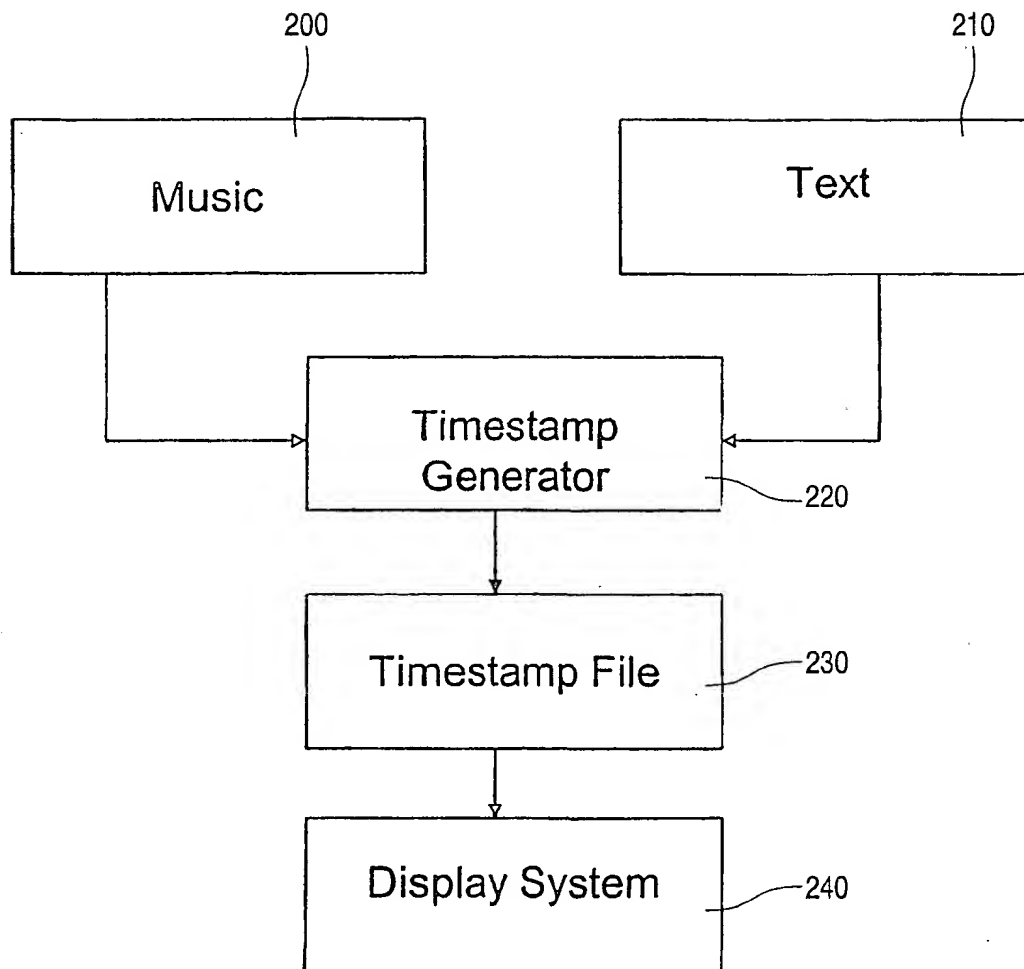 200
210
Music
Text
Timestamp
Generator
220
Timestamp File
230
Display System
240